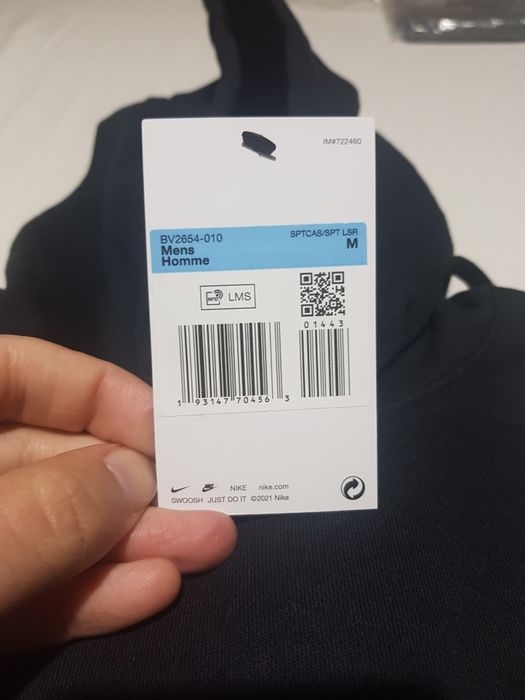 IM#722460
BV2654-010 SPTCAS/SPT LSR
Mens M
Homme
RFID LMS
01443
1 93147 70456 3
NIKE nike.com
SWOOSH JUST DO IT ©2021 Nike